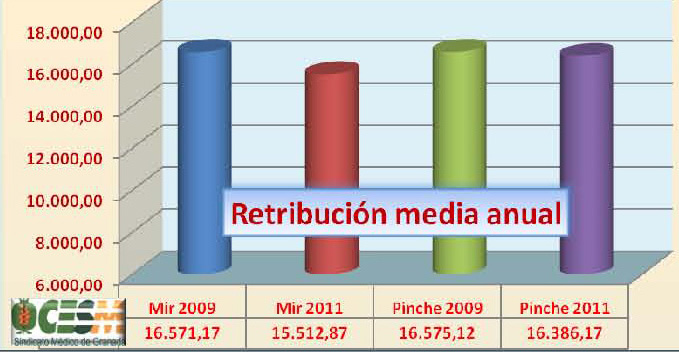 18.000,00
16.000,00
14.000,00
12.000,00
10.000,00
8.000,00
6.000,00
Retribución media anual
Mir 2009 Mir 2011 Pinche 2009 Pinche 2011
16.571,17 15.512,87 16.575,12 16.386,17
CESM
Sindicato Médico de Granada